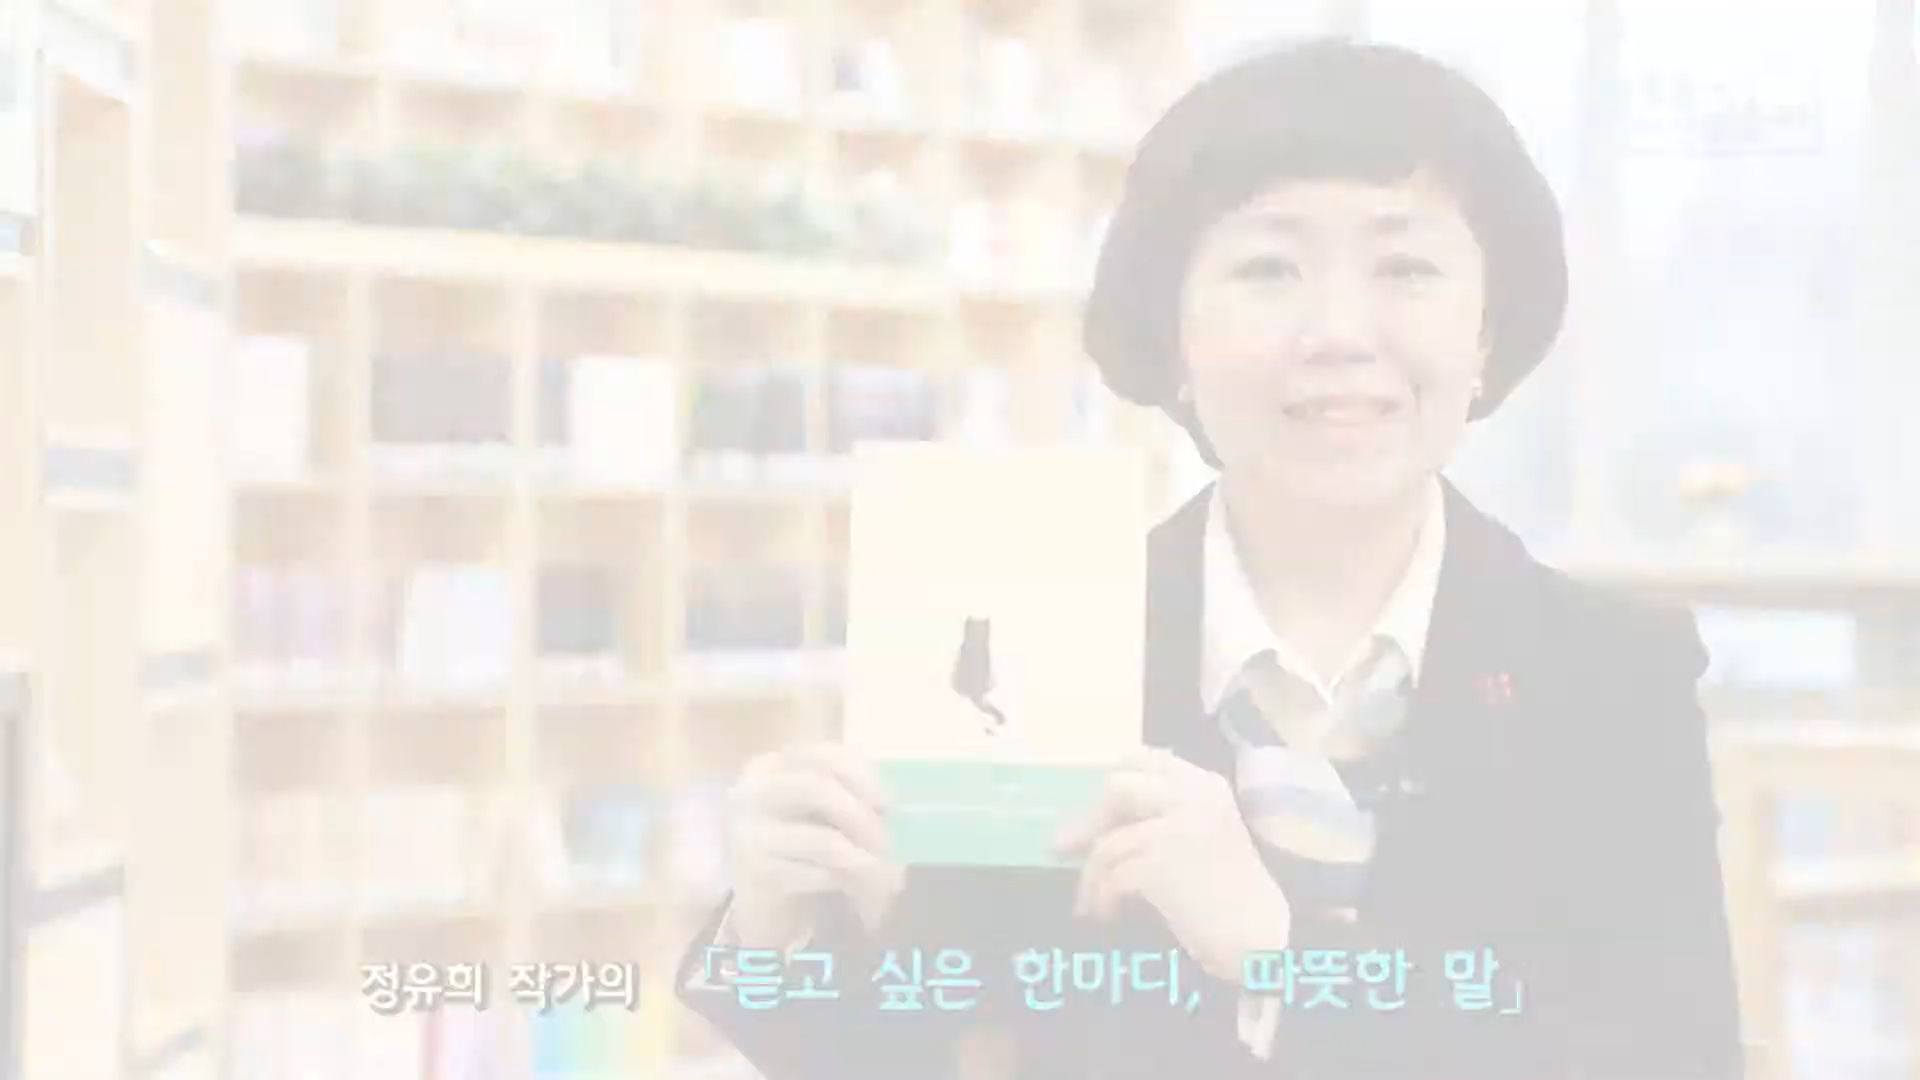 정유희 작가의 「듣고 싶은 한마디, 따뜻한 말」